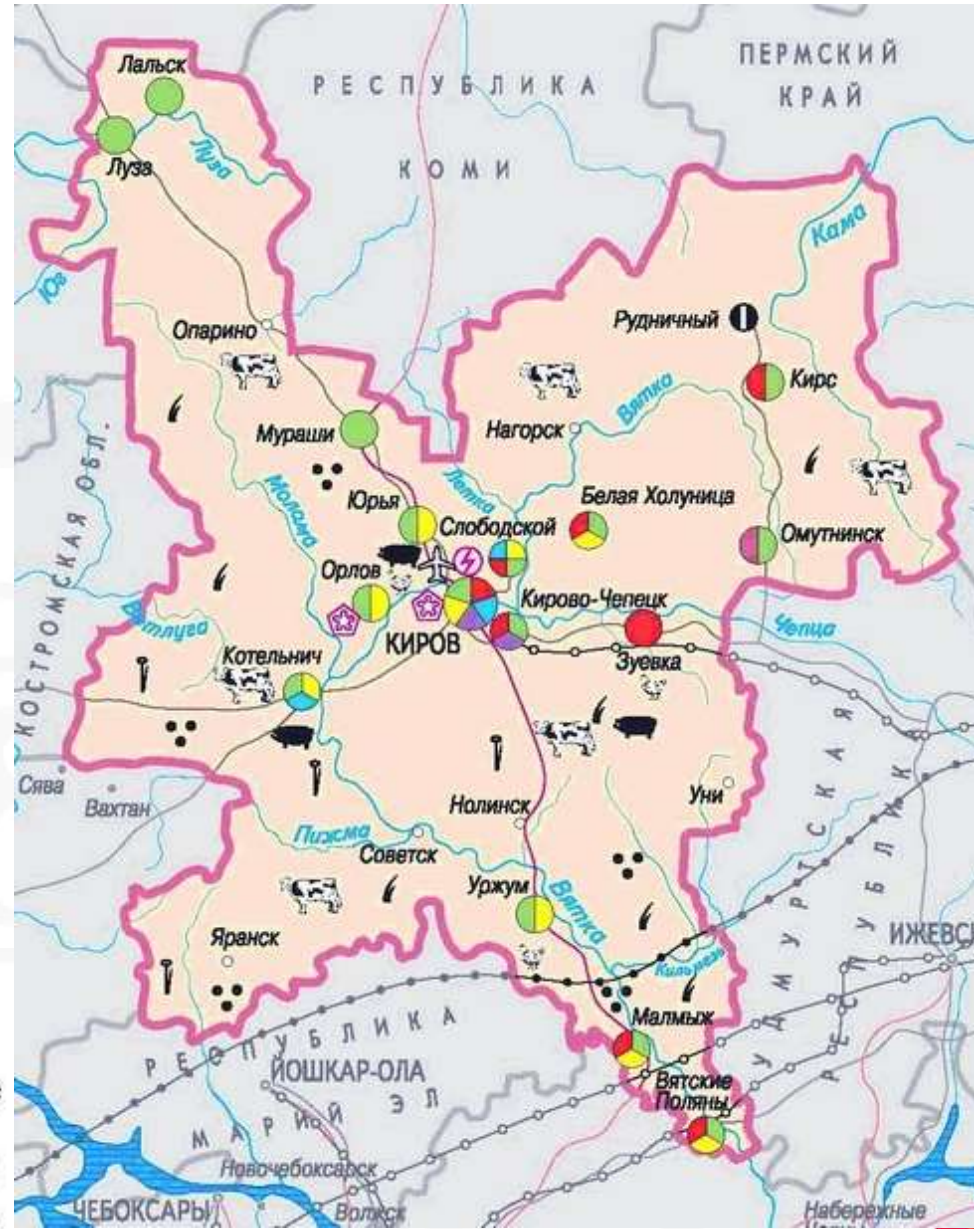 ПЕРМСКИЙ
КРАЙ
РЕСПУБЛИКА
КОМИ
Лальск
Луза
Луза
Юг
Кама
Опарино
Рудничный
Кирс
Мураши
Нагорск
Вятка
КОСТРОМСКАЯ ОБЛ.
Молома
Летка
Юрья
Слободской
Белая Холуница
Омутнинск
Орлов
Кирово-Чепецк
КИРОВ
Чепца
Ветлуга
Зуевка
Котельнич
Сява
Вахтан
Нолинск
Уни
Пижма
Советск
Уржум
Вятка
УДМУРТСКАЯ
РЕСПУБЛИКА
ИЖЕВС
Яранск
Кильмезь
Малмыж
РЕСПУБЛИКА
МАРИЙ ЭЛ
ЙОШКАР-ОЛА
Вятские
Поляны
Новочебоксарск
ЧЕБОКСАРЫ
Волжск
Набережные